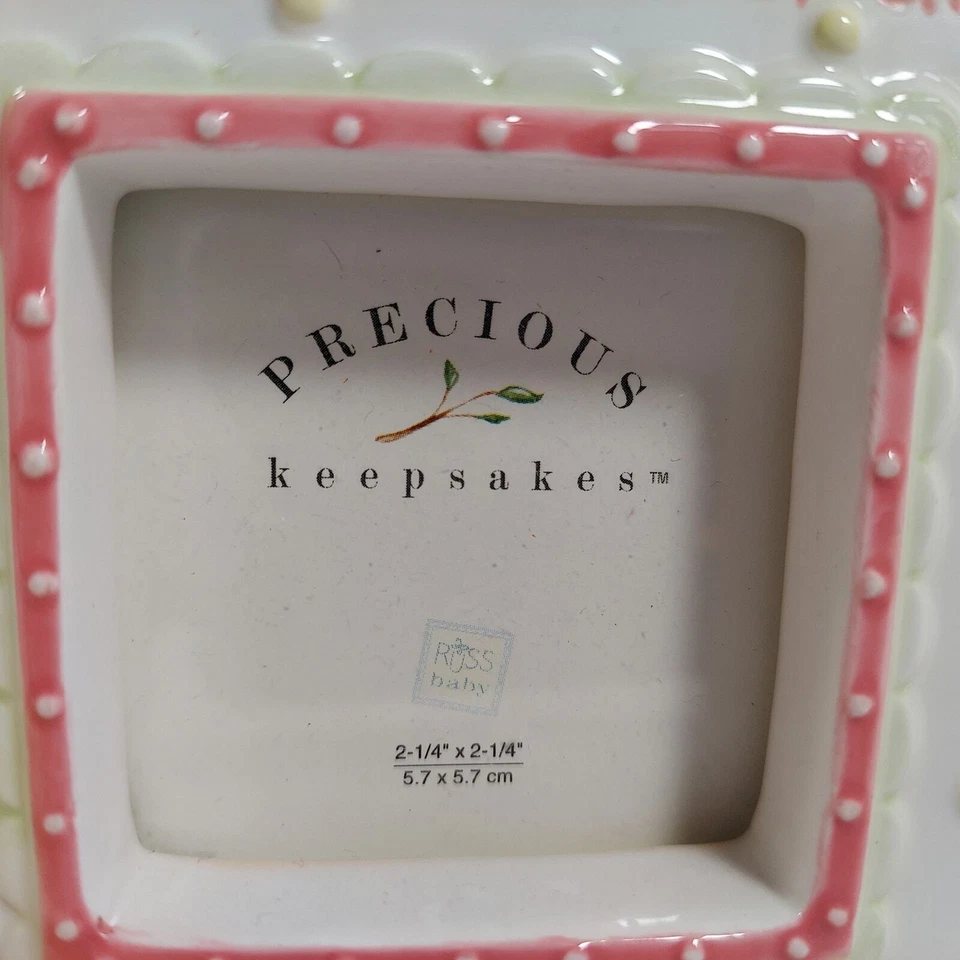 PRECIOUS
keepsakes™
RUSS
baby
2-1/4" x 2-1/4"
5.7 x 5.7 cm